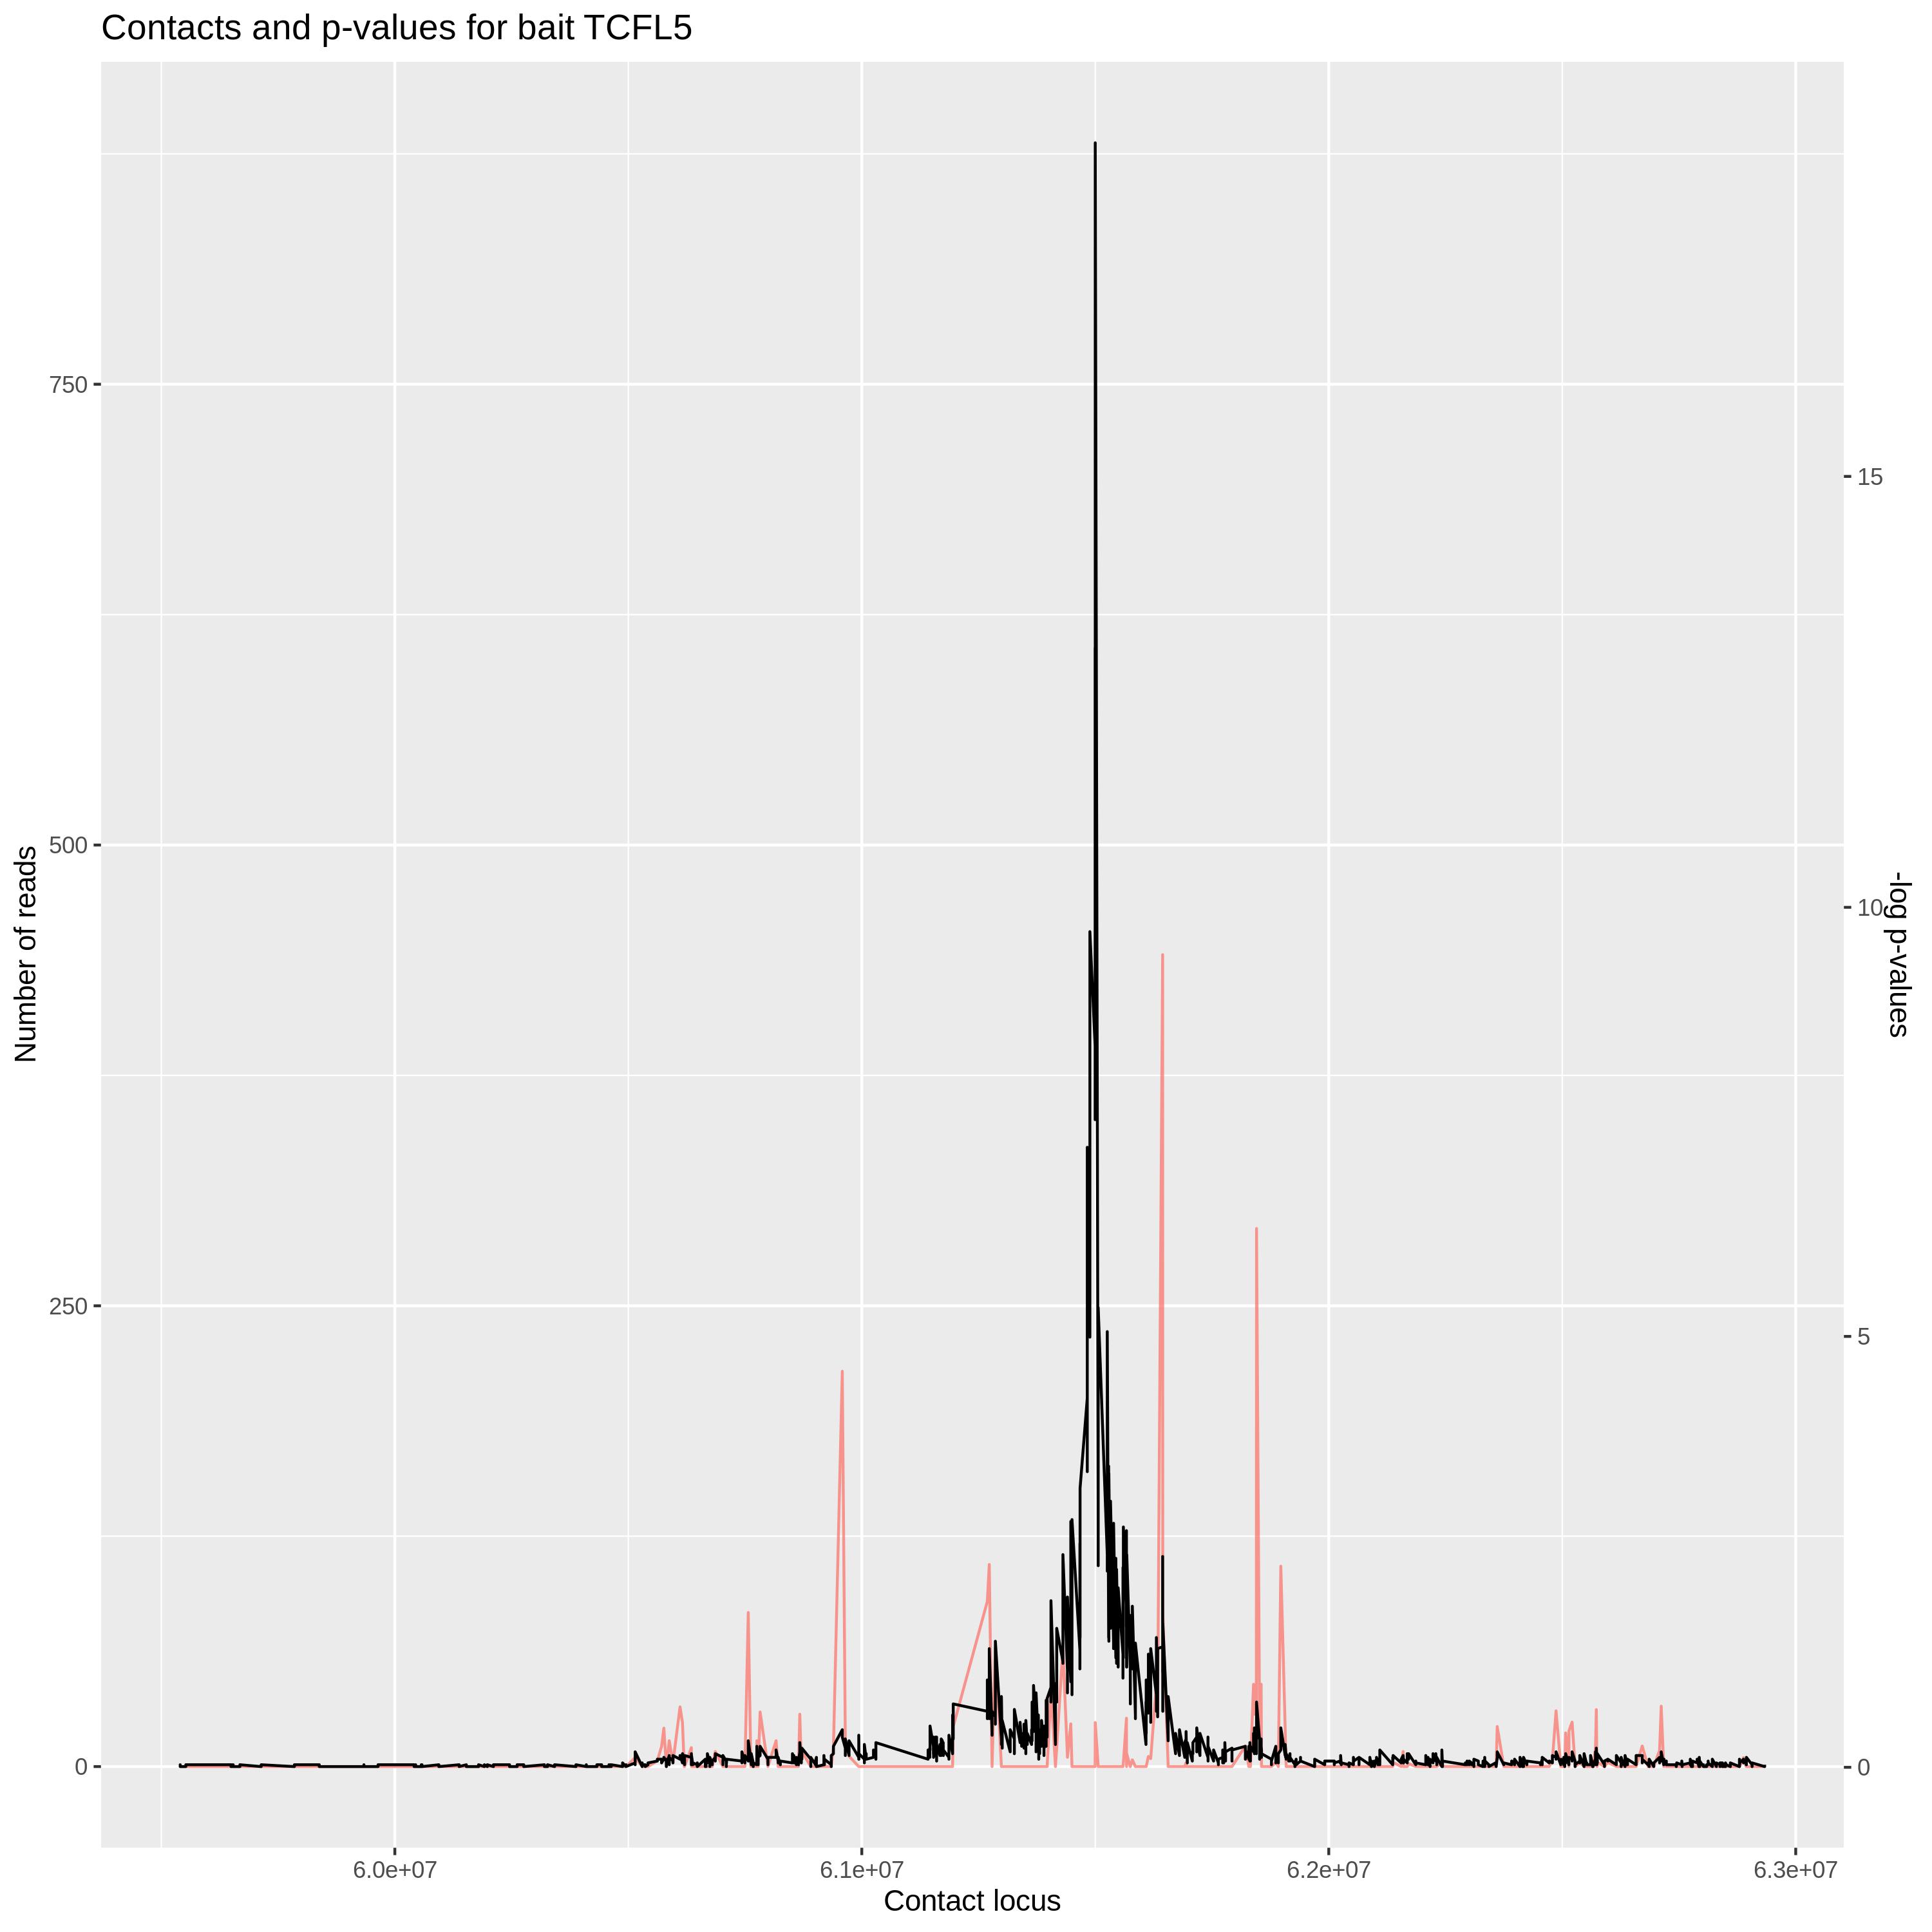 Contacts and p-values for bait TCFL5
750
500
250
0
Number of reads
15
10
5
0
-log p-values
6.0e+07 6.1e+07 6.2e+07 6.3e+07
Contact locus